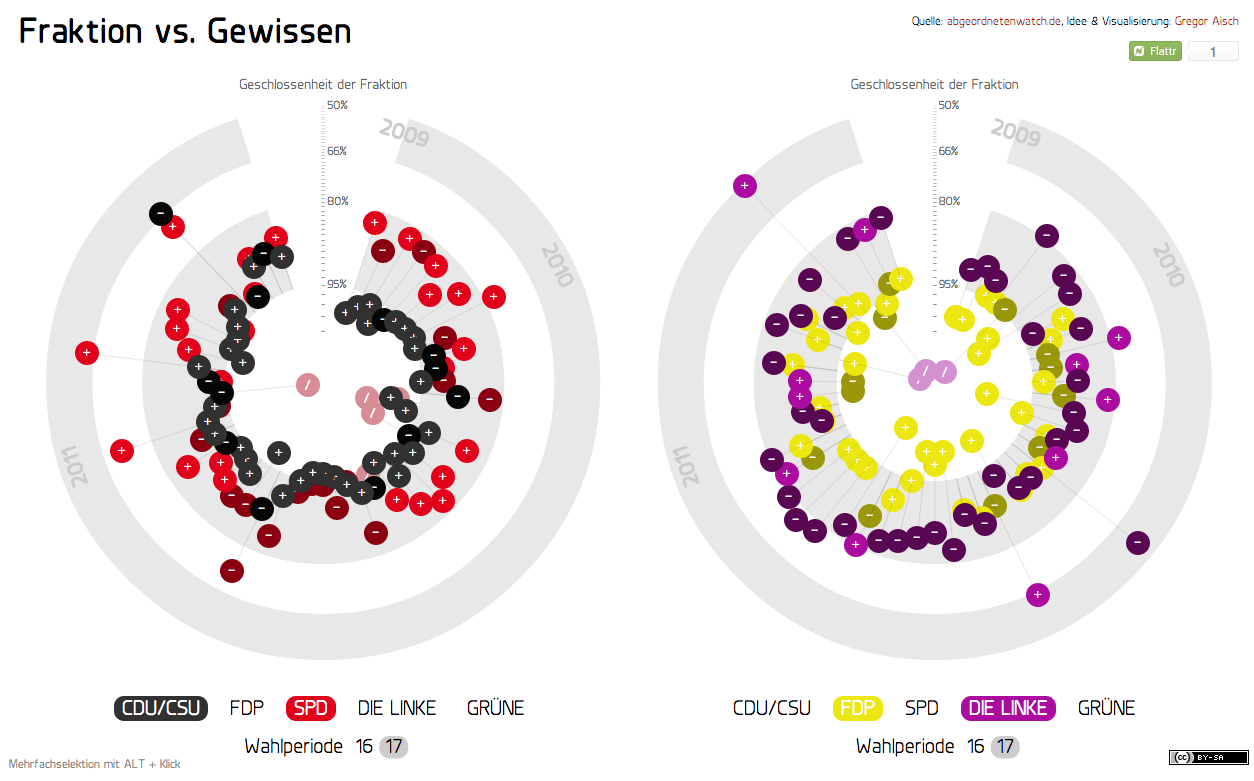 Fraktion vs. Gewissen
Quelle: abgeordnetenwatch.de, Idee & Visualisierung: Gregor Aisch
Flattr 1
Geschlossenheit der Fraktion
50%
66%
80%
95%
2009
2010
2011
CDU/CSU FDP SPD DIE LINKE GRÜNE
Wahlperiode 16 17
Geschlossenheit der Fraktion
50%
66%
80%
95%
2009
2010
2011
CDU/CSU FDP SPD DIE LINKE GRÜNE
Wahlperiode 16 17
Mehrfachselektion mit ALT + Klick
(cc) BY-SA